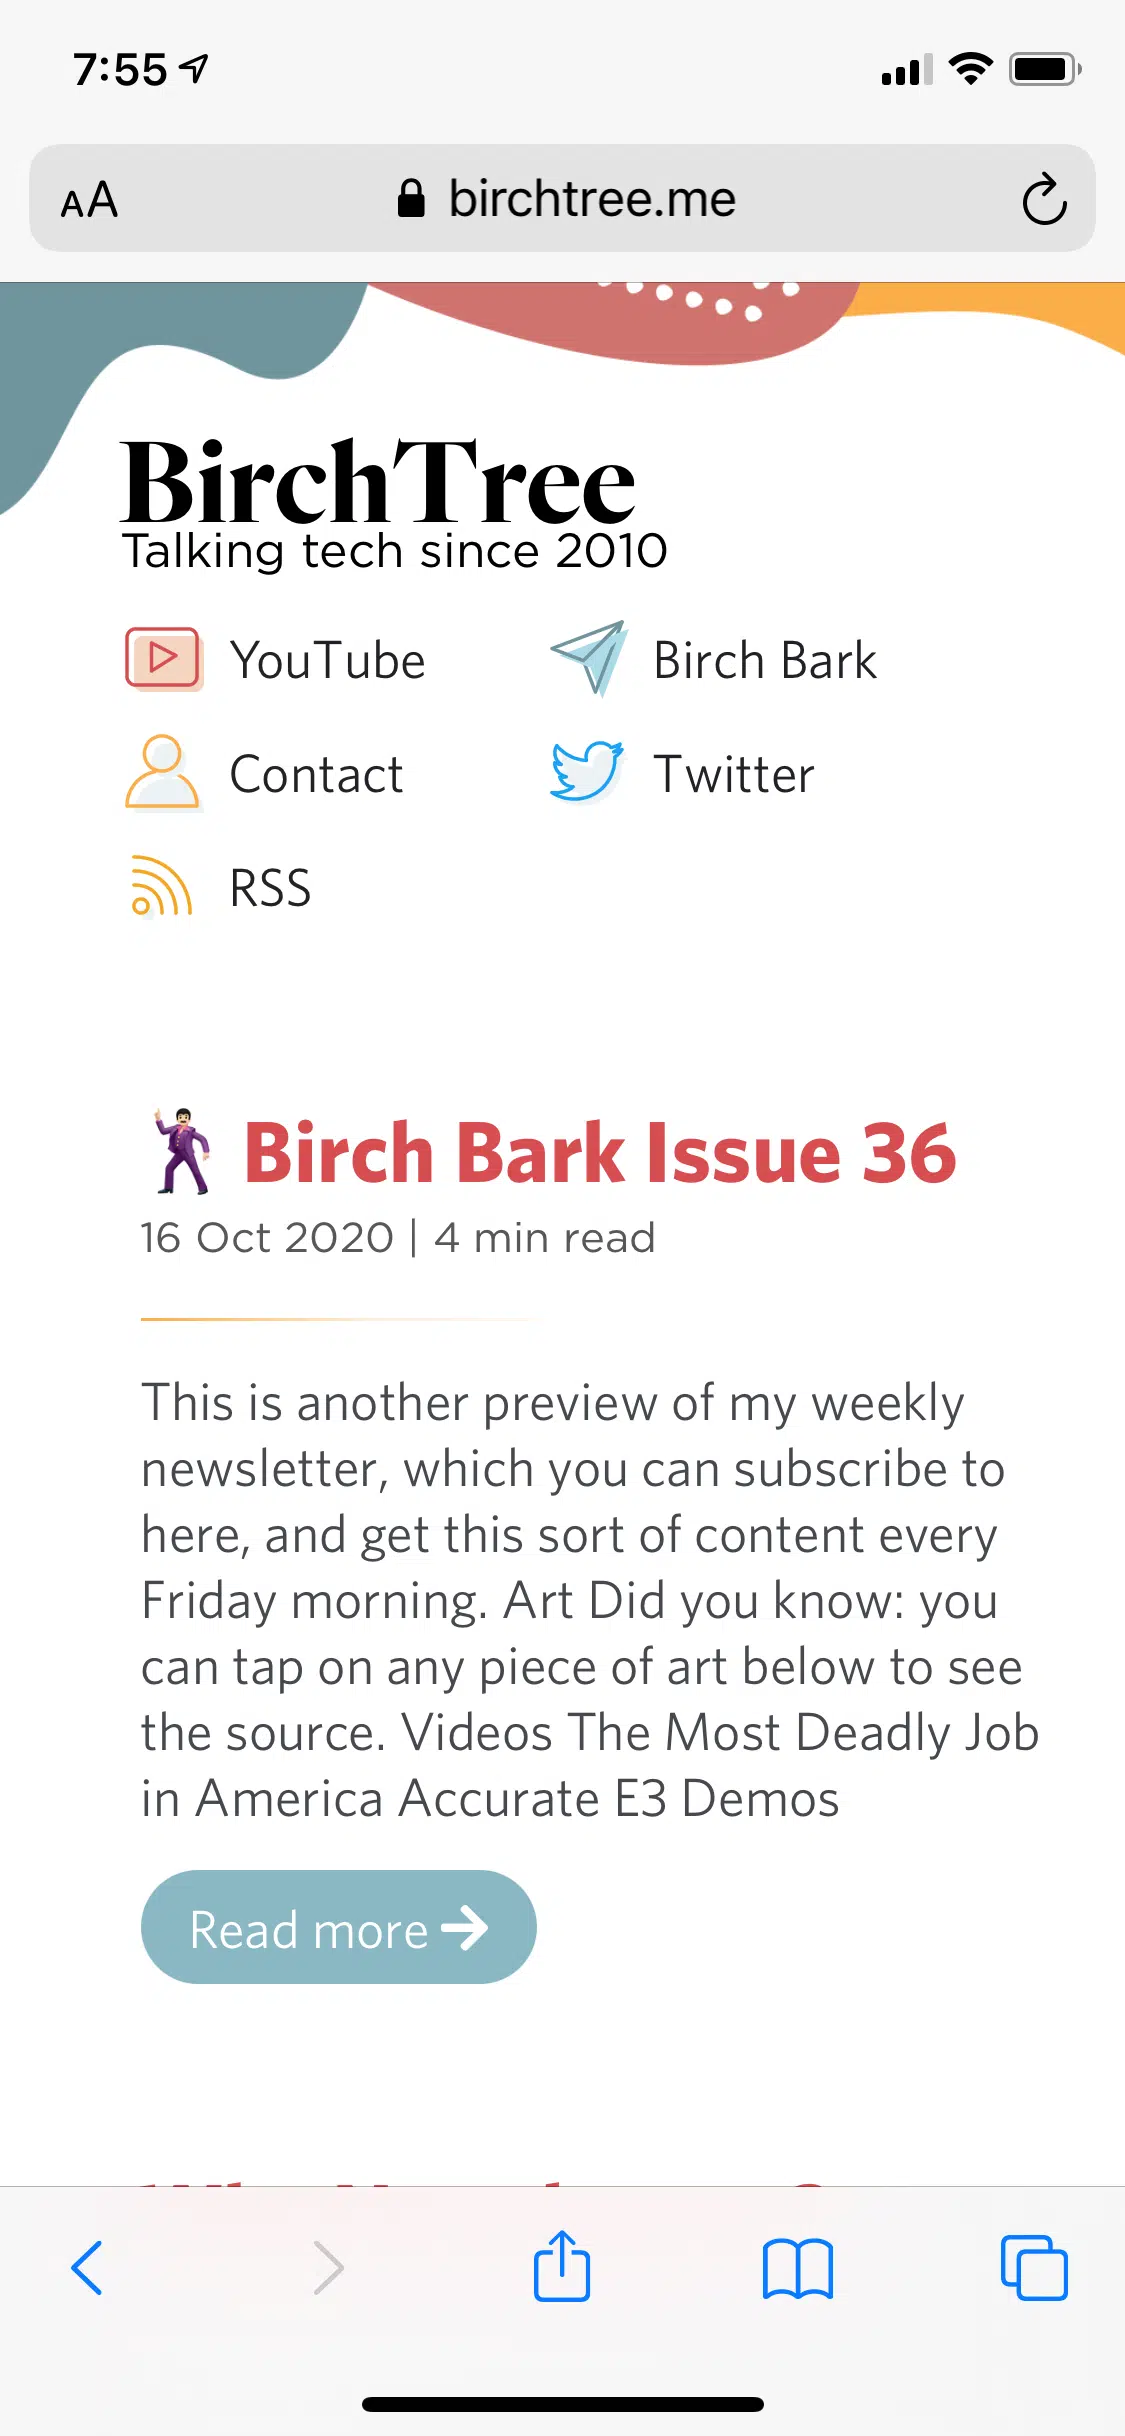 7:55
AA birchtree.me
BirchTree
Talking tech since 2010
YouTube Birch Bark
Contact Twitter
RSS
🕺🏻 Birch Bark Issue 36
16 Oct 2020 | 4 min read
This is another preview of my weekly
newsletter, which you can subscribe to
here, and get this sort of content every
Friday morning. Art Did you know: you
can tap on any piece of art below to see
the source. Videos The Most Deadly Job
in America Accurate E3 Demos
Read more →